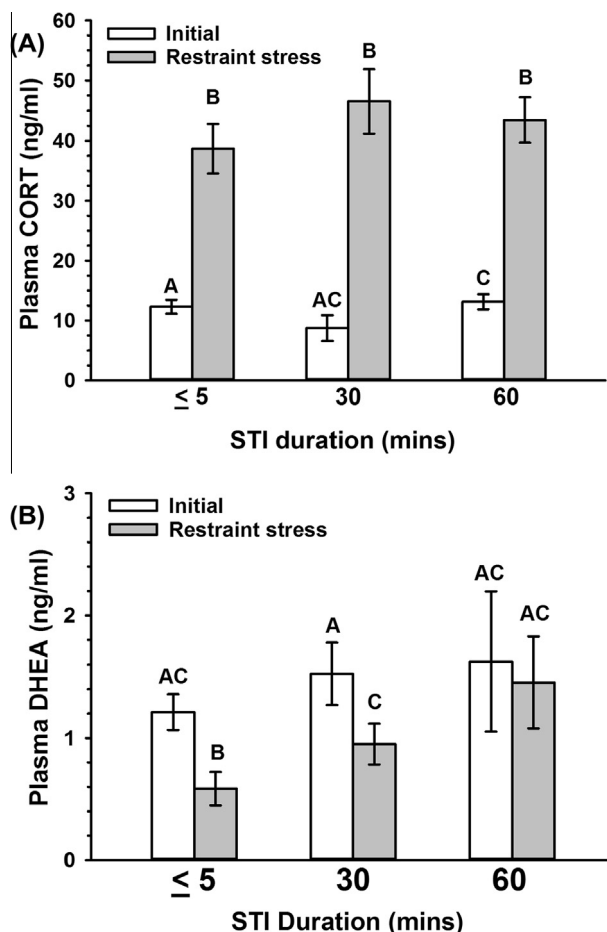 (A)
Initial
Restraint stress
Plasma CORT (ng/ml)
60
50
40
30
20
10
0
A
B
AC
B
C
B
≤ 5
30
60
STI duration (mins)
(B)
Initial
Restraint stress
Plasma DHEA (ng/ml)
3
2
1
0
AC
B
A
C
AC
AC
≤ 5
30
60
STI Duration (mins)